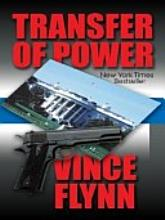 TRANSFER
OF POWER
New York Times
Bestseller
VINCE
FLYNN